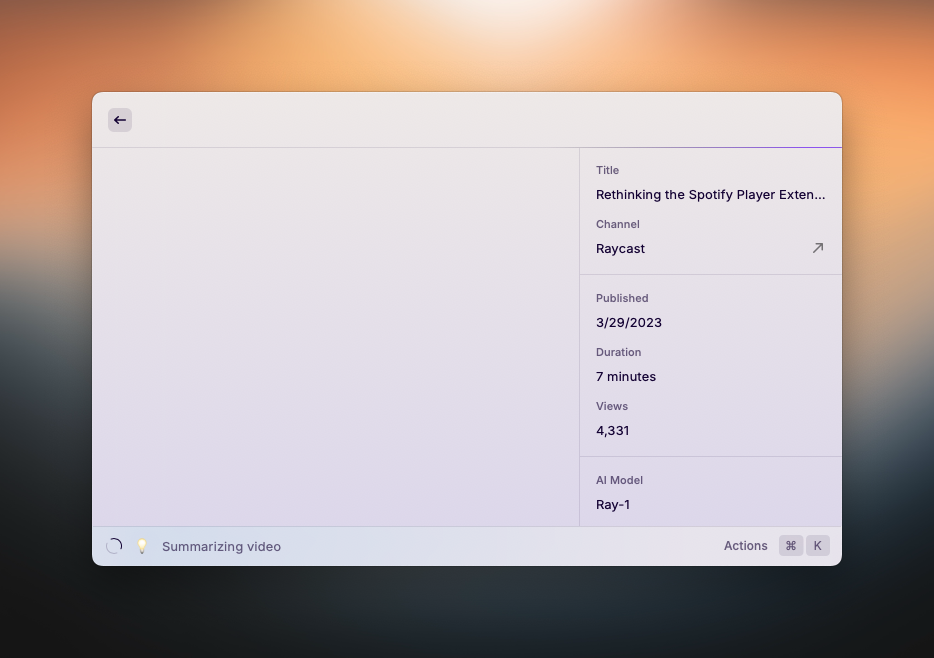 Title
Rethinking the Spotify Player Exten...
Channel
Raycast
Published
3/29/2023
Duration
7 minutes
Views
4,331
AI Model
Ray-1
Summarizing video
Actions ⌘ K